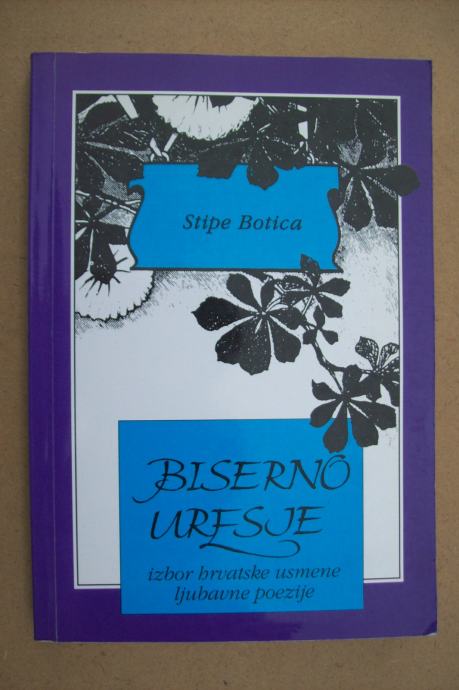 Stipe Botica
BISERNO
URESJE
izbor hrvatske usmene
ljubavne poezije